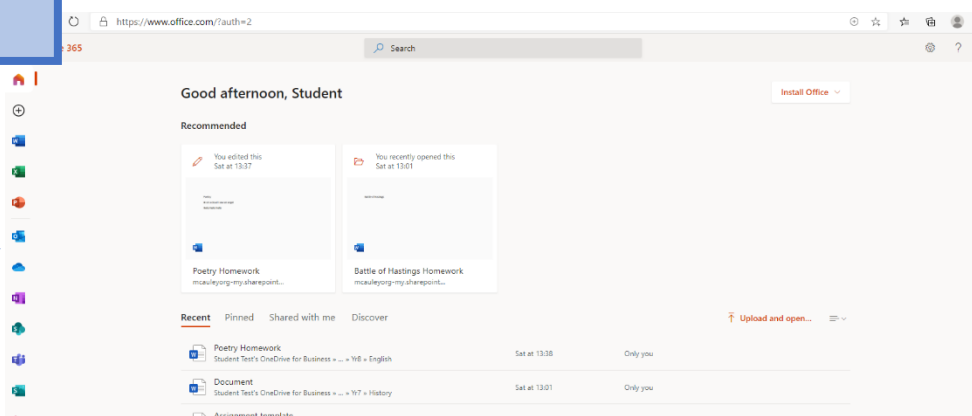 https://www.office.com/?auth=2
365
Search
?
Good afternoon, Student
Install Office
Recommended
You edited this
Sat at 13:37
You recently opened this
Sat at 13:01
Poetry Homework
mcauleyorg-my.sharepoint...
Battle of Hastings Homework
mcauleyorg-my.sharepoint...
Recent Pinned Shared with me Discover
Upload and open...
Poetry Homework
Student Test's OneDrive for Business » ... » Yr8 » English
Sat at 13:38
Only you
Document
Student Test's OneDrive for Business » ... » Yr7 » History
Sat at 13:01
Only you
Assignment template